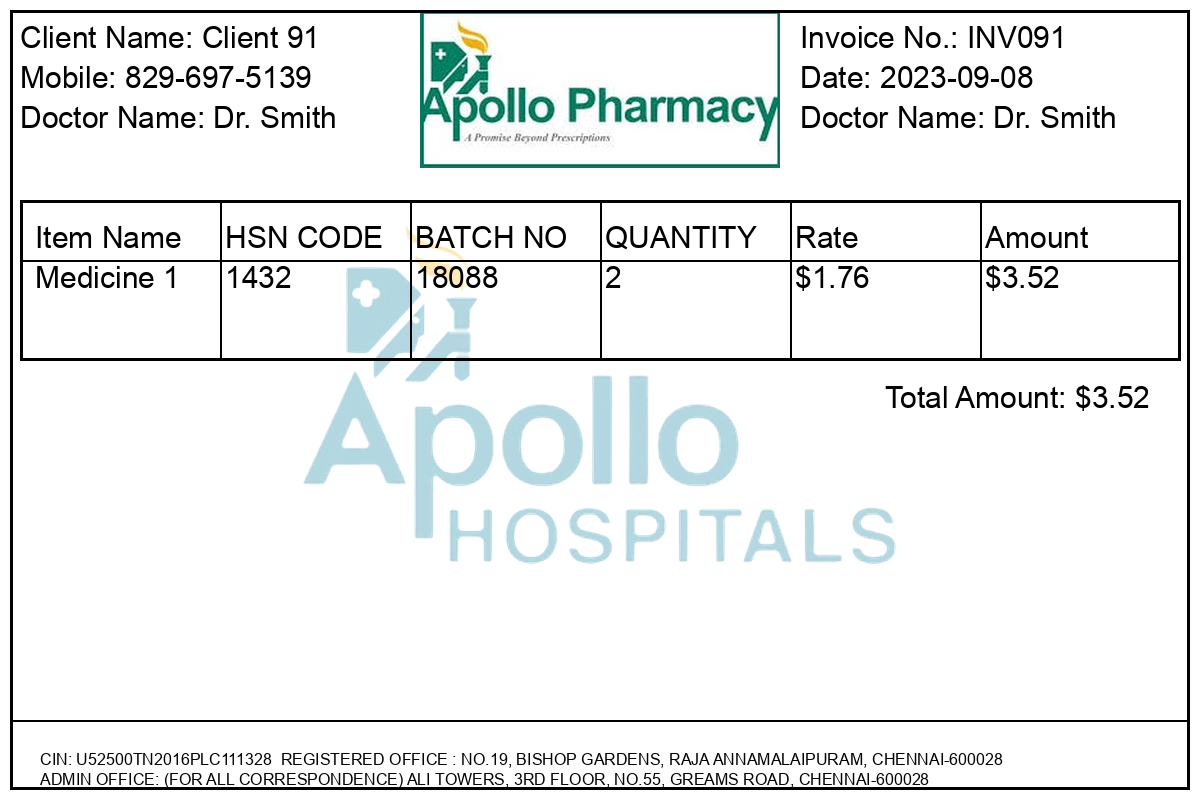 Client Name: Client 91
Mobile: 829-697-5139
Doctor Name: Dr. Smith
Apollo Pharmacy
A Promise Beyond Prescriptions
Invoice No.: INV091
Date: 2023-09-08
Doctor Name: Dr. Smith
Item Name HSN CODE BATCH NO QUANTITY Rate Amount
Medicine 1 1432 18088 2 $1.76 $3.52
Total Amount: $3.52
Apollo
HOSPITALS
CIN: U52500TN2016PLC111328 REGISTERED OFFICE : NO.19, BISHOP GARDENS, RAJA ANNAMALAIPURAM, CHENNAI-600028
ADMIN OFFICE: (FOR ALL CORRESPONDENCE) ALI TOWERS, 3RD FLOOR, NO.55, GREAMS ROAD, CHENNAI-600028